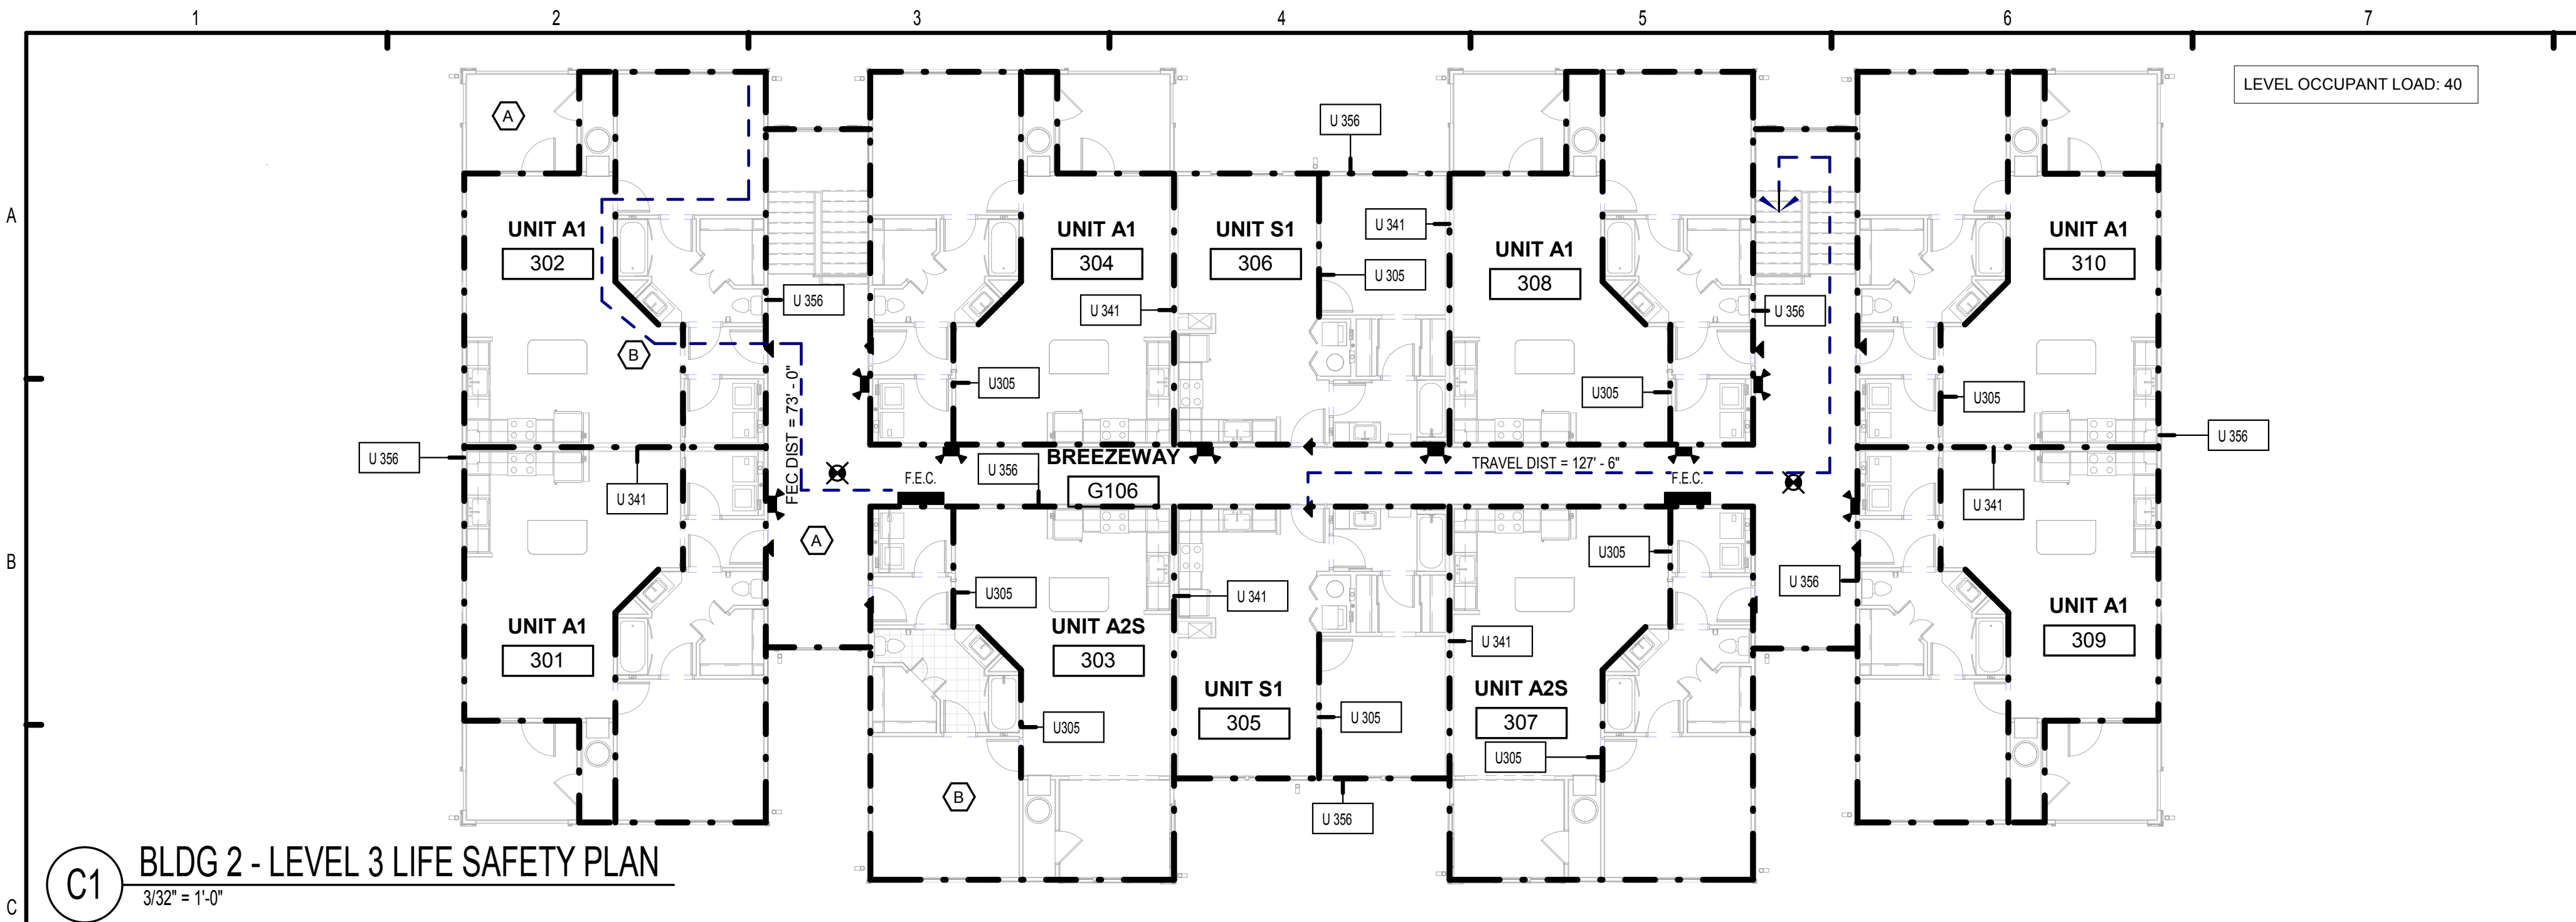 1 2 3 4 5 6 7
LEVEL OCCUPANT LOAD: 40
A
U 356
A
UNIT A1
302
UNIT A1
304
UNIT S1
306
U 341
UNIT A1
308
UNIT A1
310
U 305
U 356
U 341
U 356
B
U305
U305
U305
FEC DIST = 73' - 0"
U 356
U 356
BREEZEWAY
G106
U 356
F.E.C.
TRAVEL DIST = 127' - 6"
F.E.C.
U 341
U 341
A
B
U305
U 356
U305
U 341
UNIT A1
301
UNIT A2S
303
U 341
UNIT A1
309
UNIT S1
305
UNIT A2S
307
U305
U 305
U305
B
U 356
C1
BLDG 2 - LEVEL 3 LIFE SAFETY PLAN
3/32" = 1'-0"
C